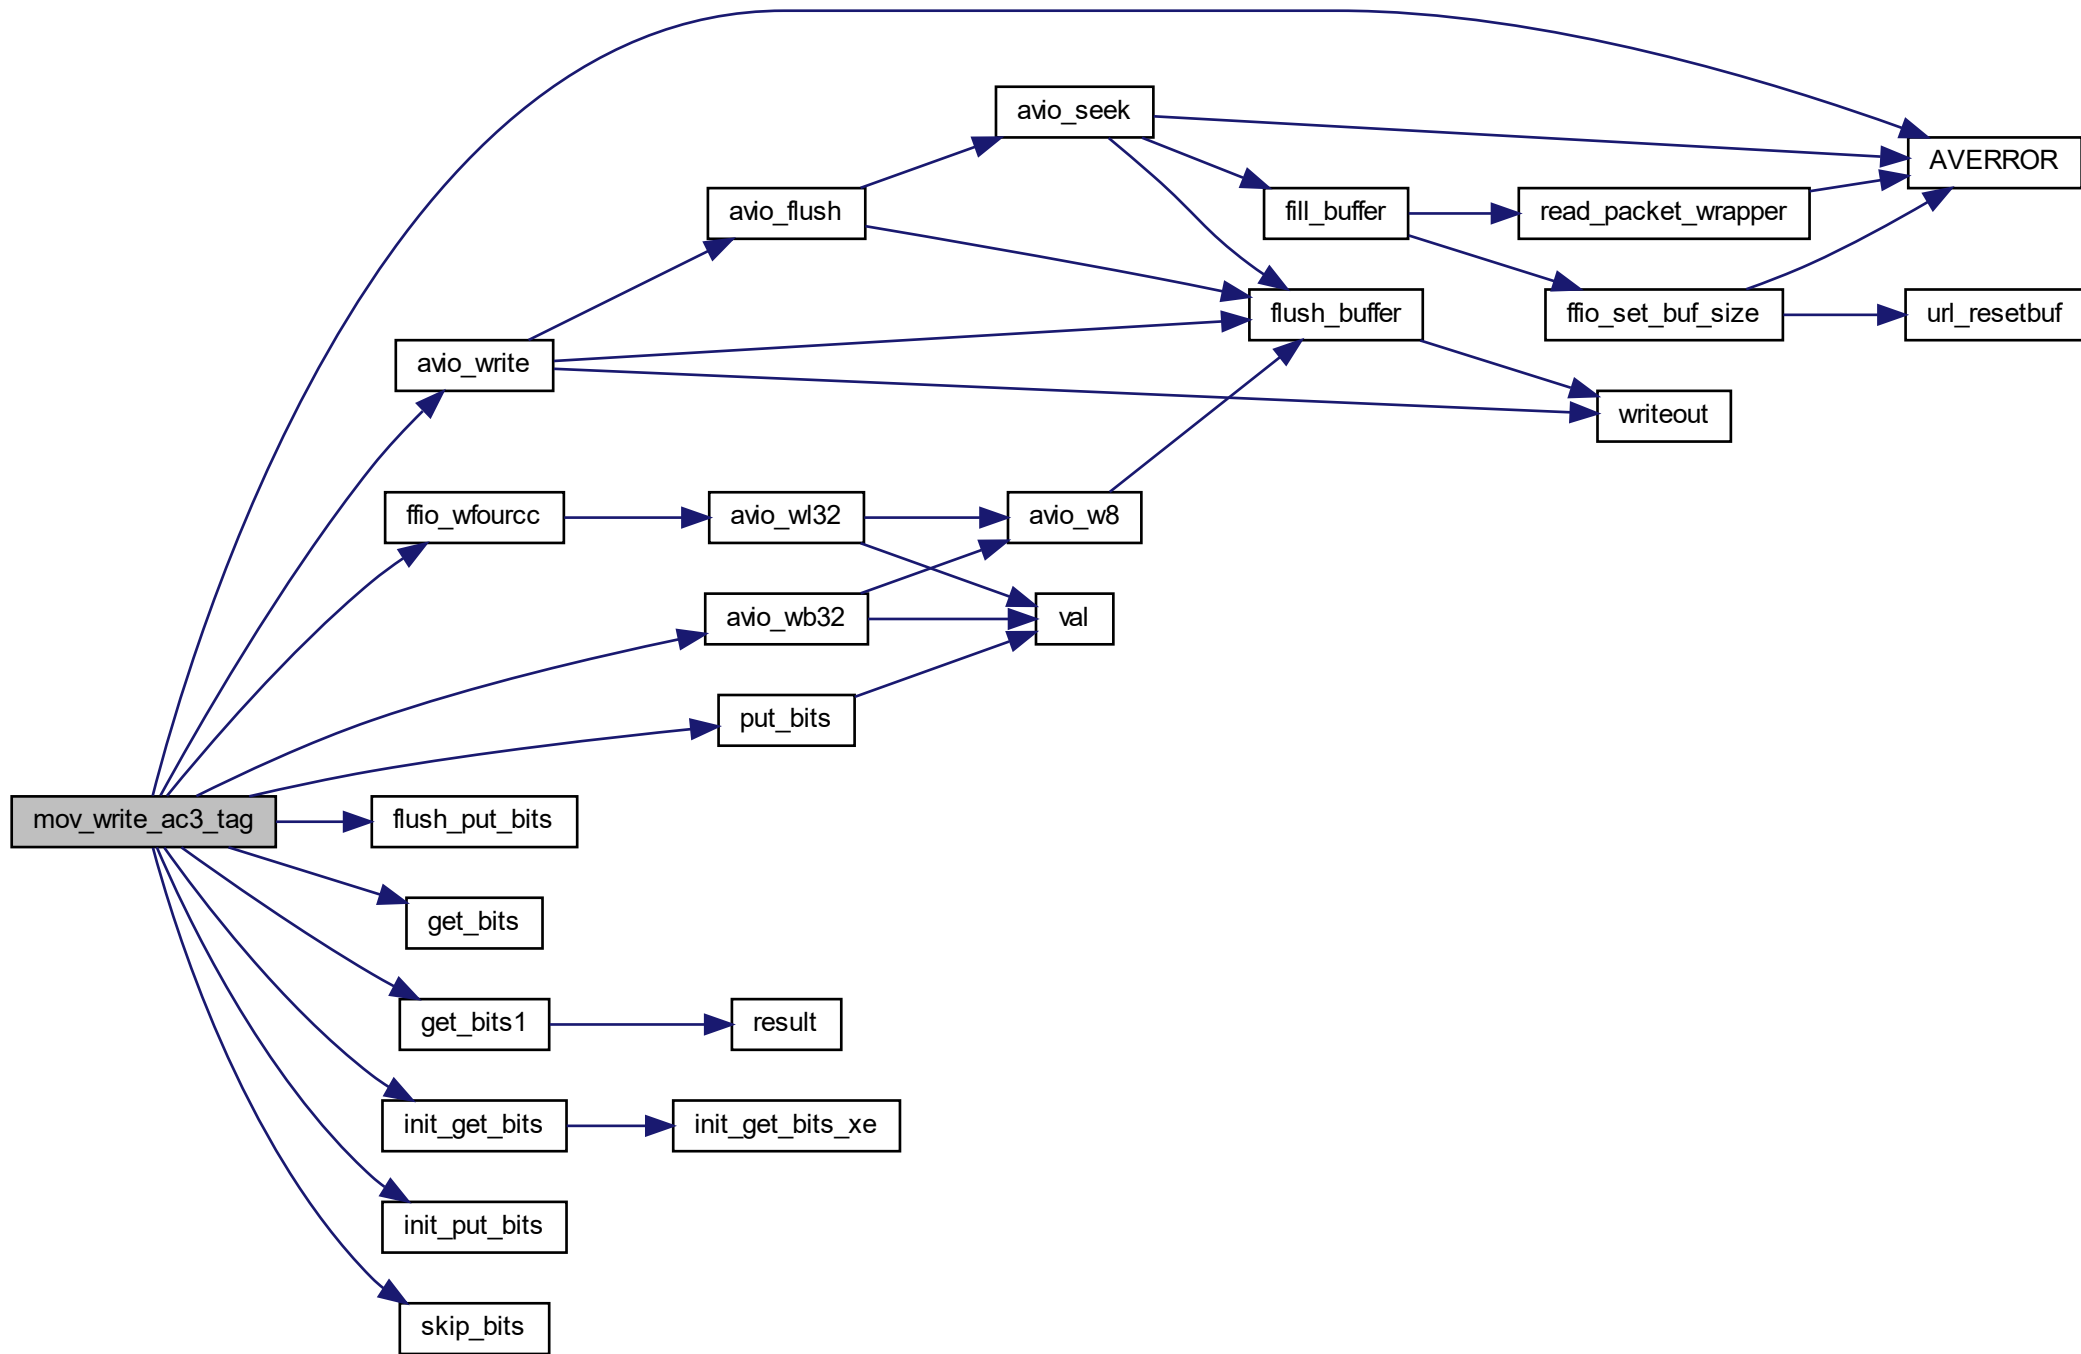 avio_seek
AVERROR
avio_flush
fill_buffer
read_packet_wrapper
flush_buffer
ffio_set_buf_size
url_resetbuf
avio_write
writeout
ffio_wfourcc
avio_wl32
avio_w8
avio_wb32
val
put_bits
mov_write_ac3_tag
flush_put_bits
get_bits
get_bits1
result
init_get_bits
init_get_bits_xe
init_put_bits
skip_bits